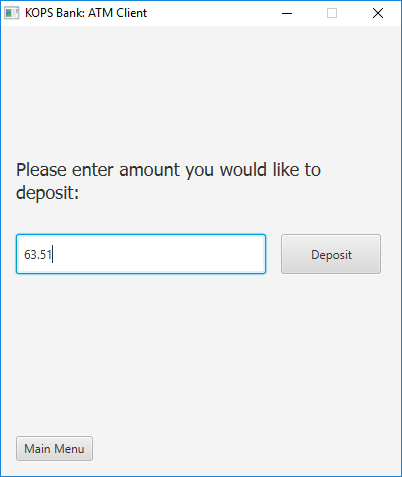 KOPS Bank: ATM Client
Please enter amount you would like to
deposit:
63.51
Deposit
Main Menu